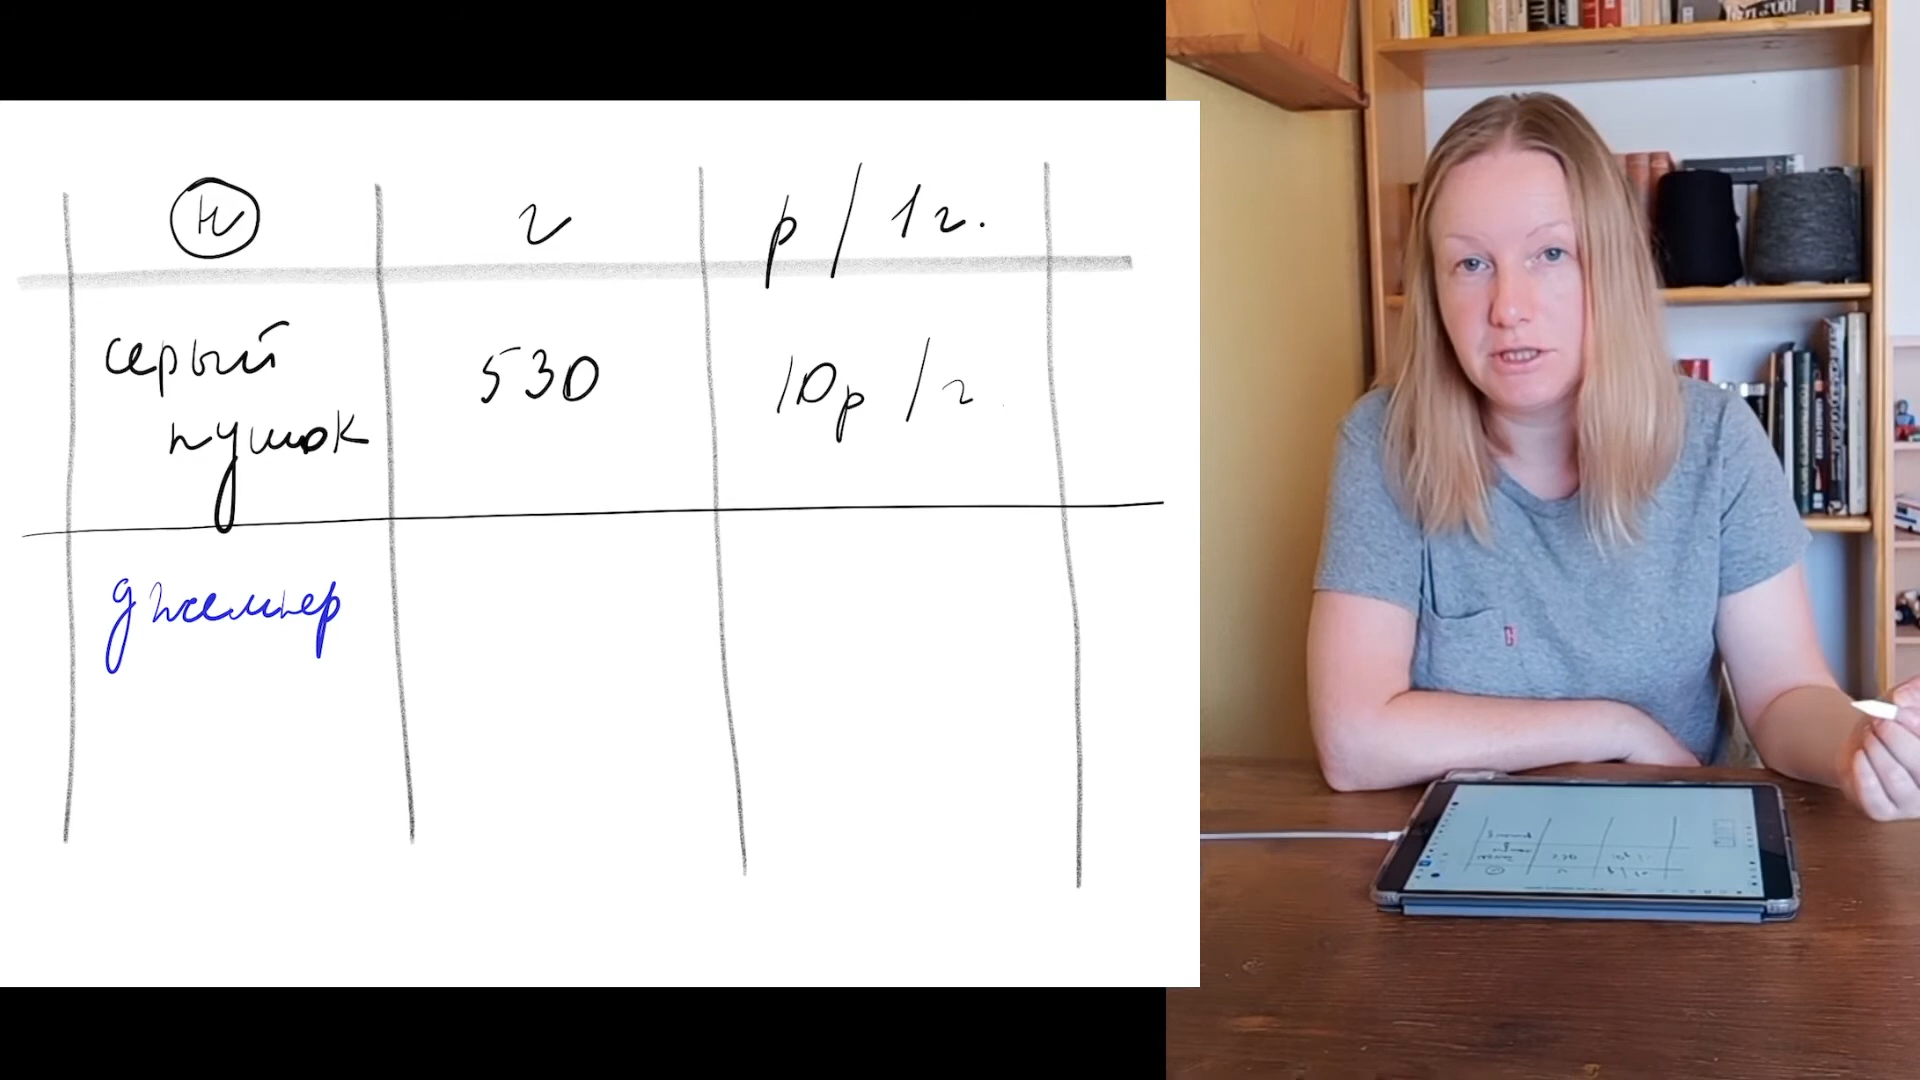 г
р / 1г.
серый
пушок
530
10р / г
джемпер